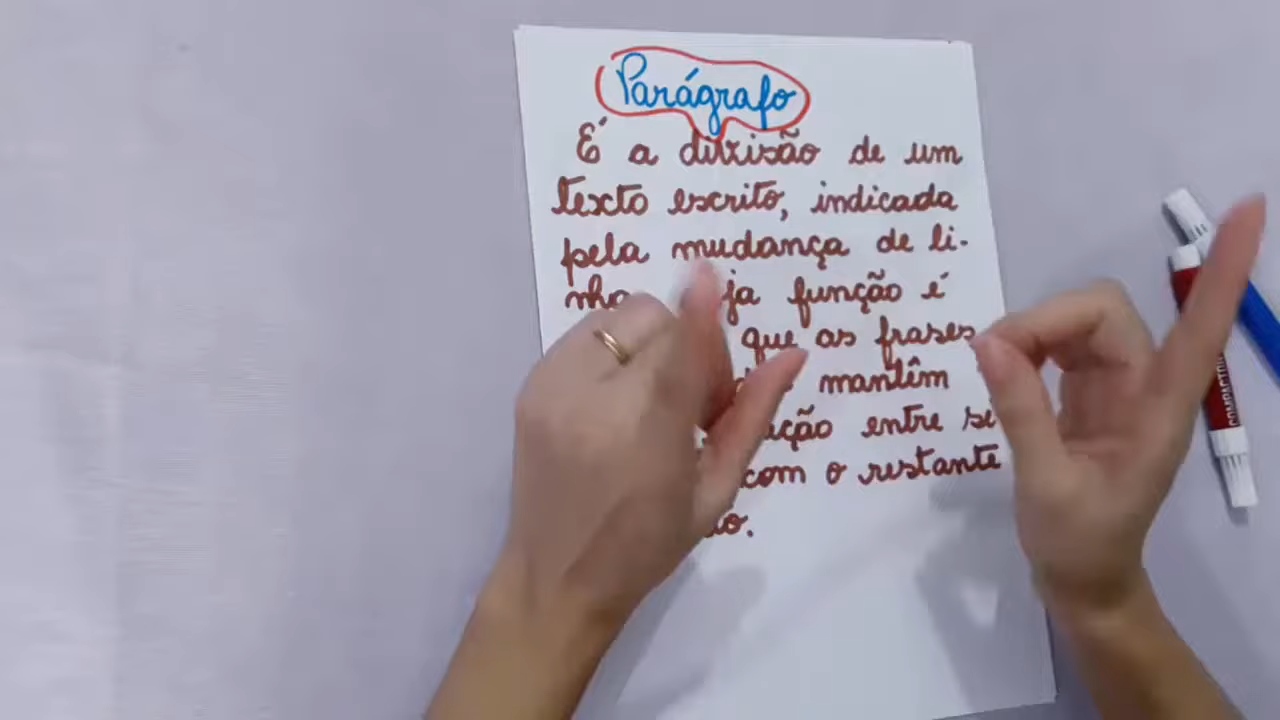 Parágrafo
É a divisão de um
texto escrito, indicada
pela mudança de li-
função é
que as frases
mantêm
entre si
com o restante
COMPACTOR